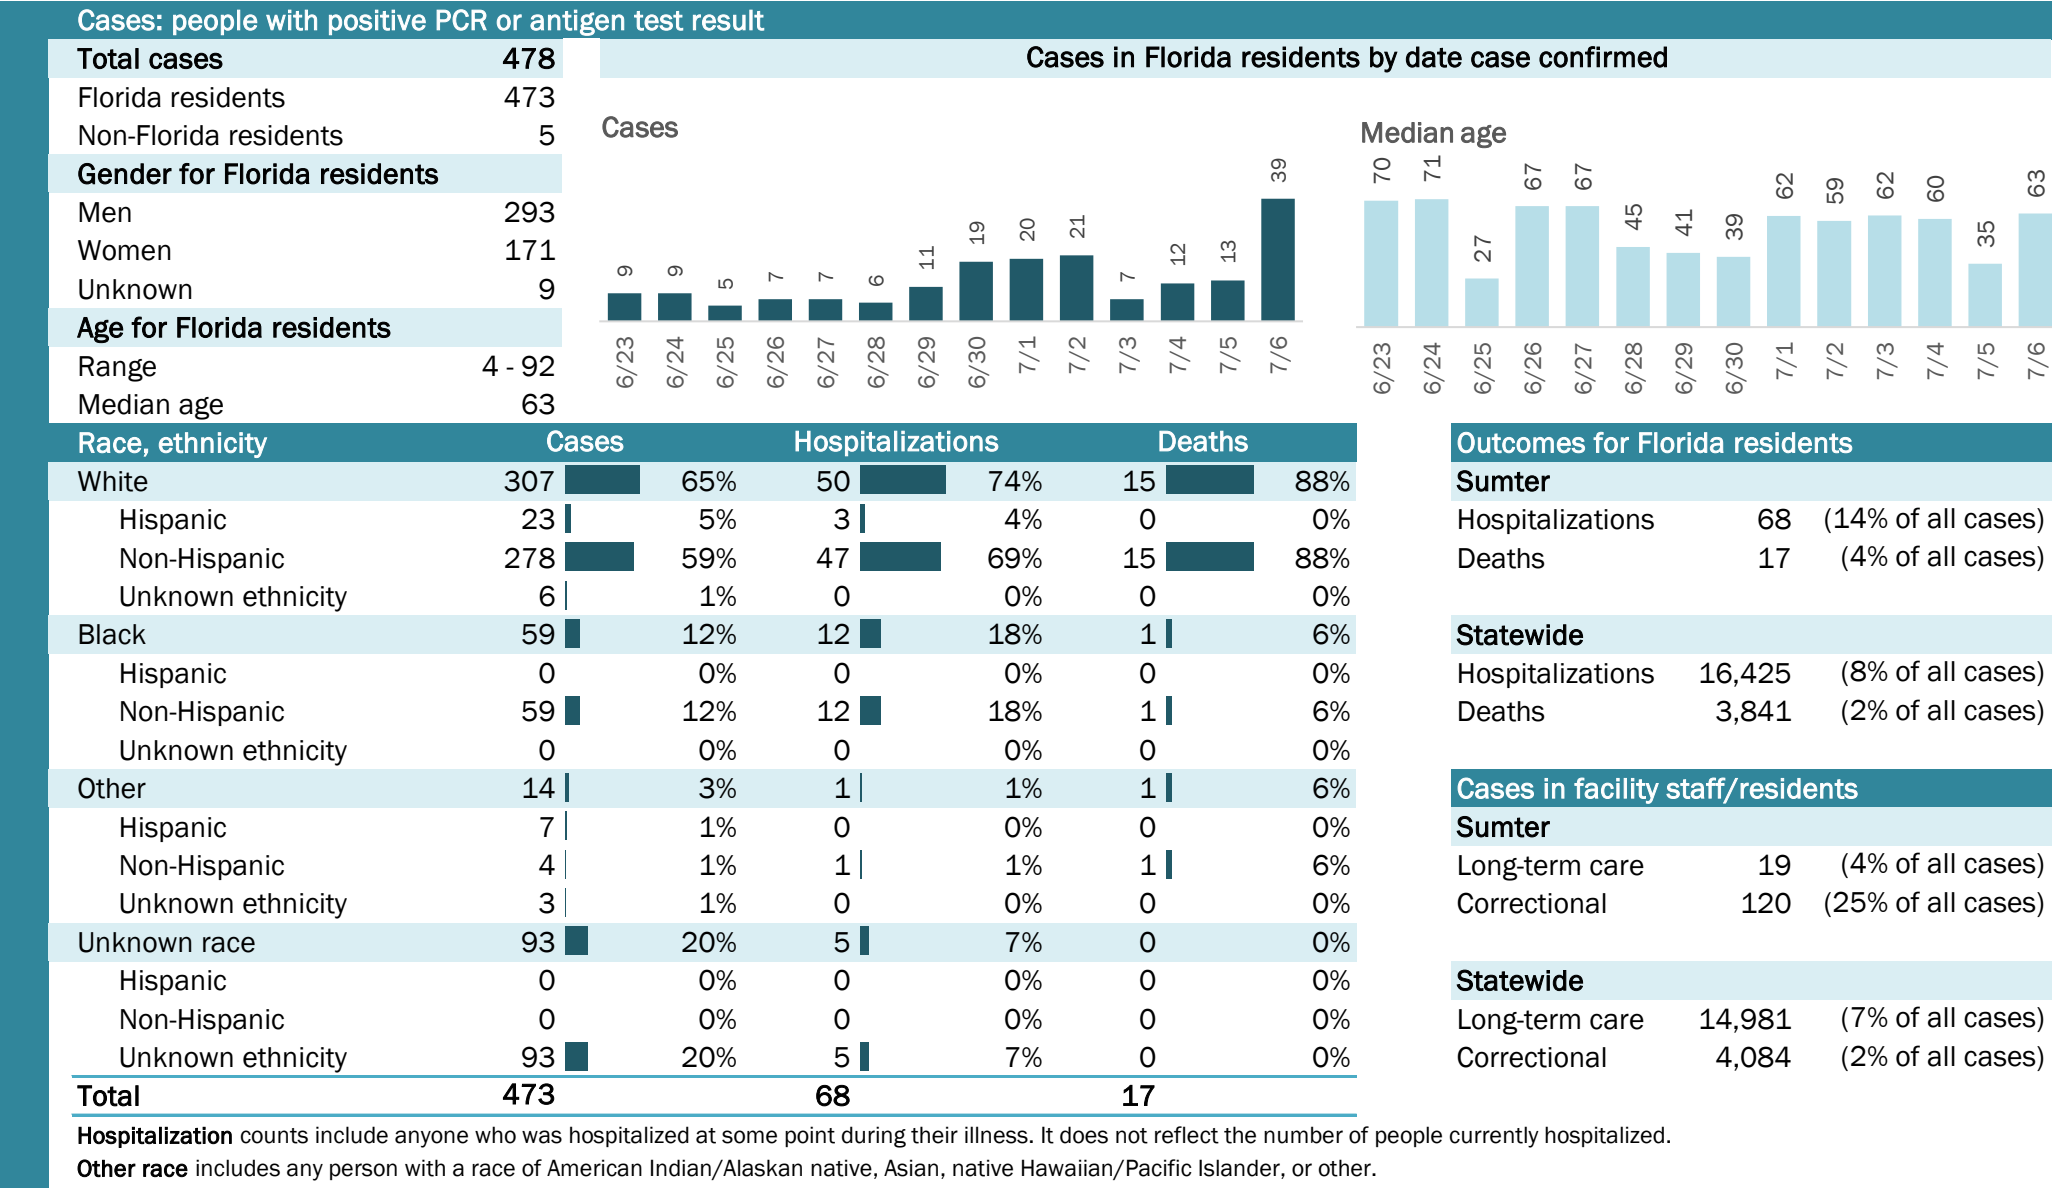 Cases: people with positive PCR or antigen test result
Total cases 478
Florida residents 473
Non-Florida residents 5
Gender for Florida residents
Men 293
Women 171
Unknown 9
Age for Florida residents
Range 4 - 92
Median age 63
Cases in Florida residents by date case confirmed
Cases
9 9 5 7 7 6 11 19 20 21 7 12 13 39
6/23 6/24 6/25 6/26 6/27 6/28 6/29 6/30 7/1 7/2 7/3 7/4 7/5 7/6
Median age
70 71 27 67 67 45 41 39 62 59 62 60 35 63
6/23 6/24 6/25 6/26 6/27 6/28 6/29 6/30 7/1 7/2 7/3 7/4 7/5 7/6
Race, ethnicity Cases Hospitalizations Deaths
White 307 65% 50 74% 15 88%
Hispanic 23 5% 3 4% 0 0%
Non-Hispanic 278 59% 47 69% 15 88%
Unknown ethnicity 6 1% 0 0% 0 0%
Black 59 12% 12 18% 1 6%
Hispanic 0 0% 0 0% 0 0%
Non-Hispanic 59 12% 12 18% 1 6%
Unknown ethnicity 0 0% 0 0% 0 0%
Other 14 3% 1 1% 1 6%
Hispanic 7 1% 0 0% 0 0%
Non-Hispanic 4 1% 1 1% 1 6%
Unknown ethnicity 3 1% 0 0% 0 0%
Unknown race 93 20% 5 7% 0 0%
Hispanic 0 0% 0 0% 0 0%
Non-Hispanic 0 0% 0 0% 0 0%
Unknown ethnicity 93 20% 5 7% 0 0%
Total 473 68 17
Outcomes for Florida residents
Sumter
Hospitalizations 68 (14% of all cases)
Deaths 17 (4% of all cases)
Statewide
Hospitalizations 16,425 (8% of all cases)
Deaths 3,841 (2% of all cases)
Cases in facility staff/residents
Sumter
Long-term care 19 (4% of all cases)
Correctional 120 (25% of all cases)
Statewide
Long-term care 14,981 (7% of all cases)
Correctional 4,084 (2% of all cases)
Hospitalization counts include anyone who was hospitalized at some point during their illness. It does not reflect the number of people currently hospitalized.
Other race includes any person with a race of American Indian/Alaskan native, Asian, native Hawaiian/Pacific Islander, or other.